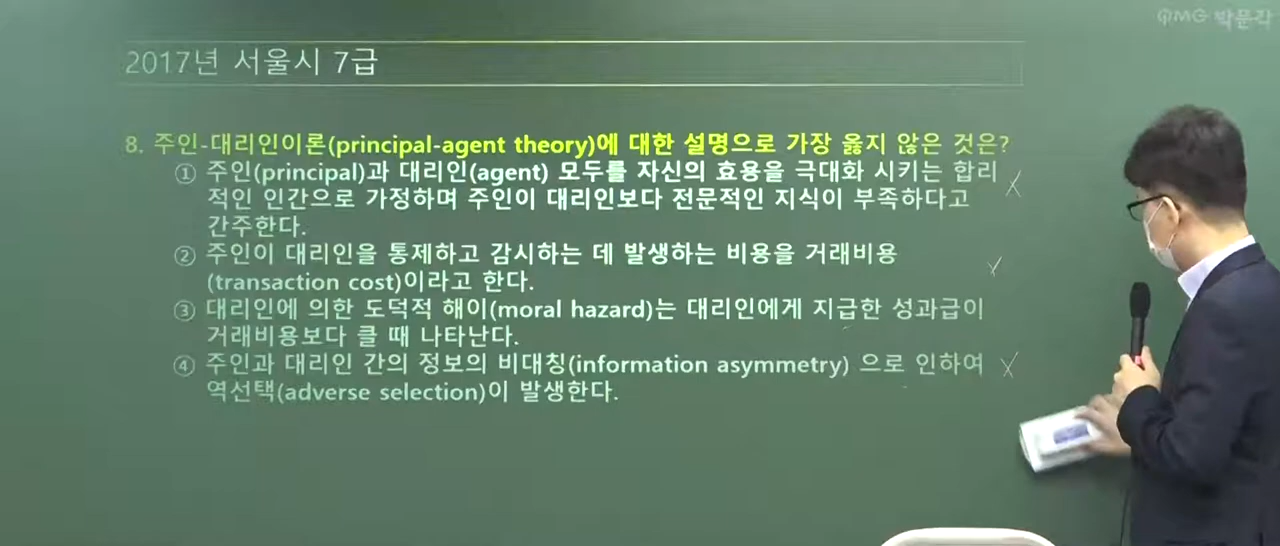 PMG 박문각
2017년 서울시 7급
8. 주인-대리인이론(principal-agent theory)에 대한 설명으로 가장 옳지 않은 것은?
① 주인(principal)과 대리인(agent) 모두를 자신의 효용을 극대화 시키는 합리
적인 인간으로 가정하며 주인이 대리인보다 전문적인 지식이 부족하다고
간주한다.
② 주인이 대리인을 통제하고 감시하는 데 발생하는 비용을 거래비용
(transaction cost)이라고 한다.
③ 대리인에 의한 도덕적 해이(moral hazard)는 대리인에게 지급한 성과급이
거래비용보다 클 때 나타난다.
④ 주인과 대리인 간의 정보의 비대칭(information asymmetry) 으로 인하여
역선택(adverse selection)이 발생한다.